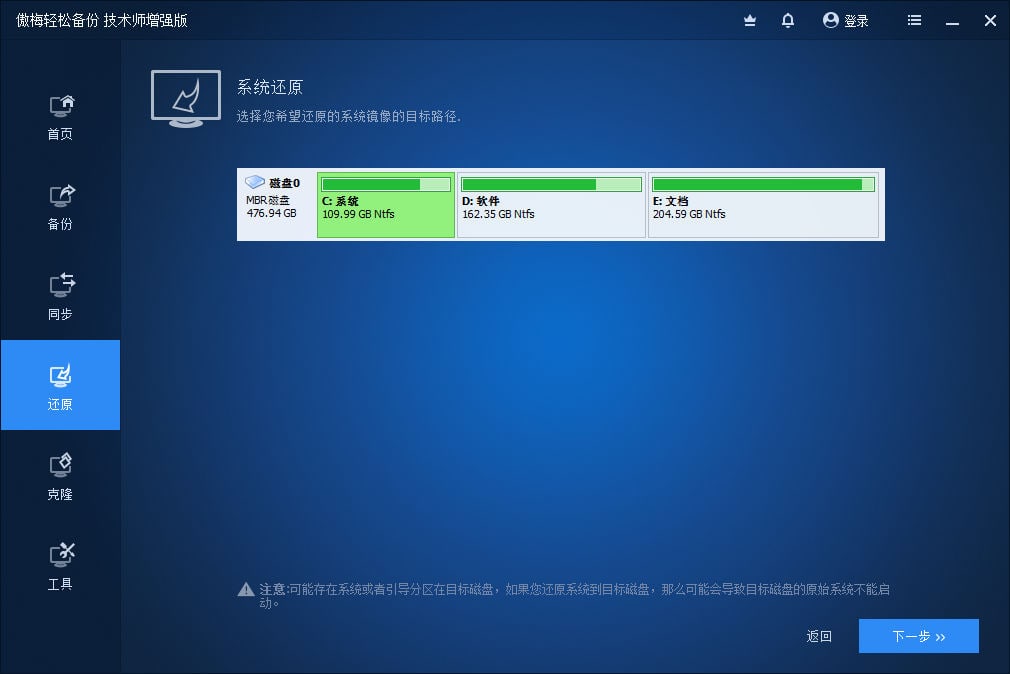 傲梅轻松备份 技术师增强版
登录
首页
备份
同步
还原
克隆
工具
系统还原
选择您希望还原的系统镜像的目标路径.
磁盘0
MBR磁盘
476.94 GB
C: 系统
109.99 GB Ntfs
D: 软件
162.35 GB Ntfs
E: 文档
204.59 GB Ntfs
注意:可能存在系统或者引导分区在目标磁盘，如果您还原系统到目标磁盘，那么可能会导致目标磁盘的原始系统不能启
动。
返回
下一步 >>